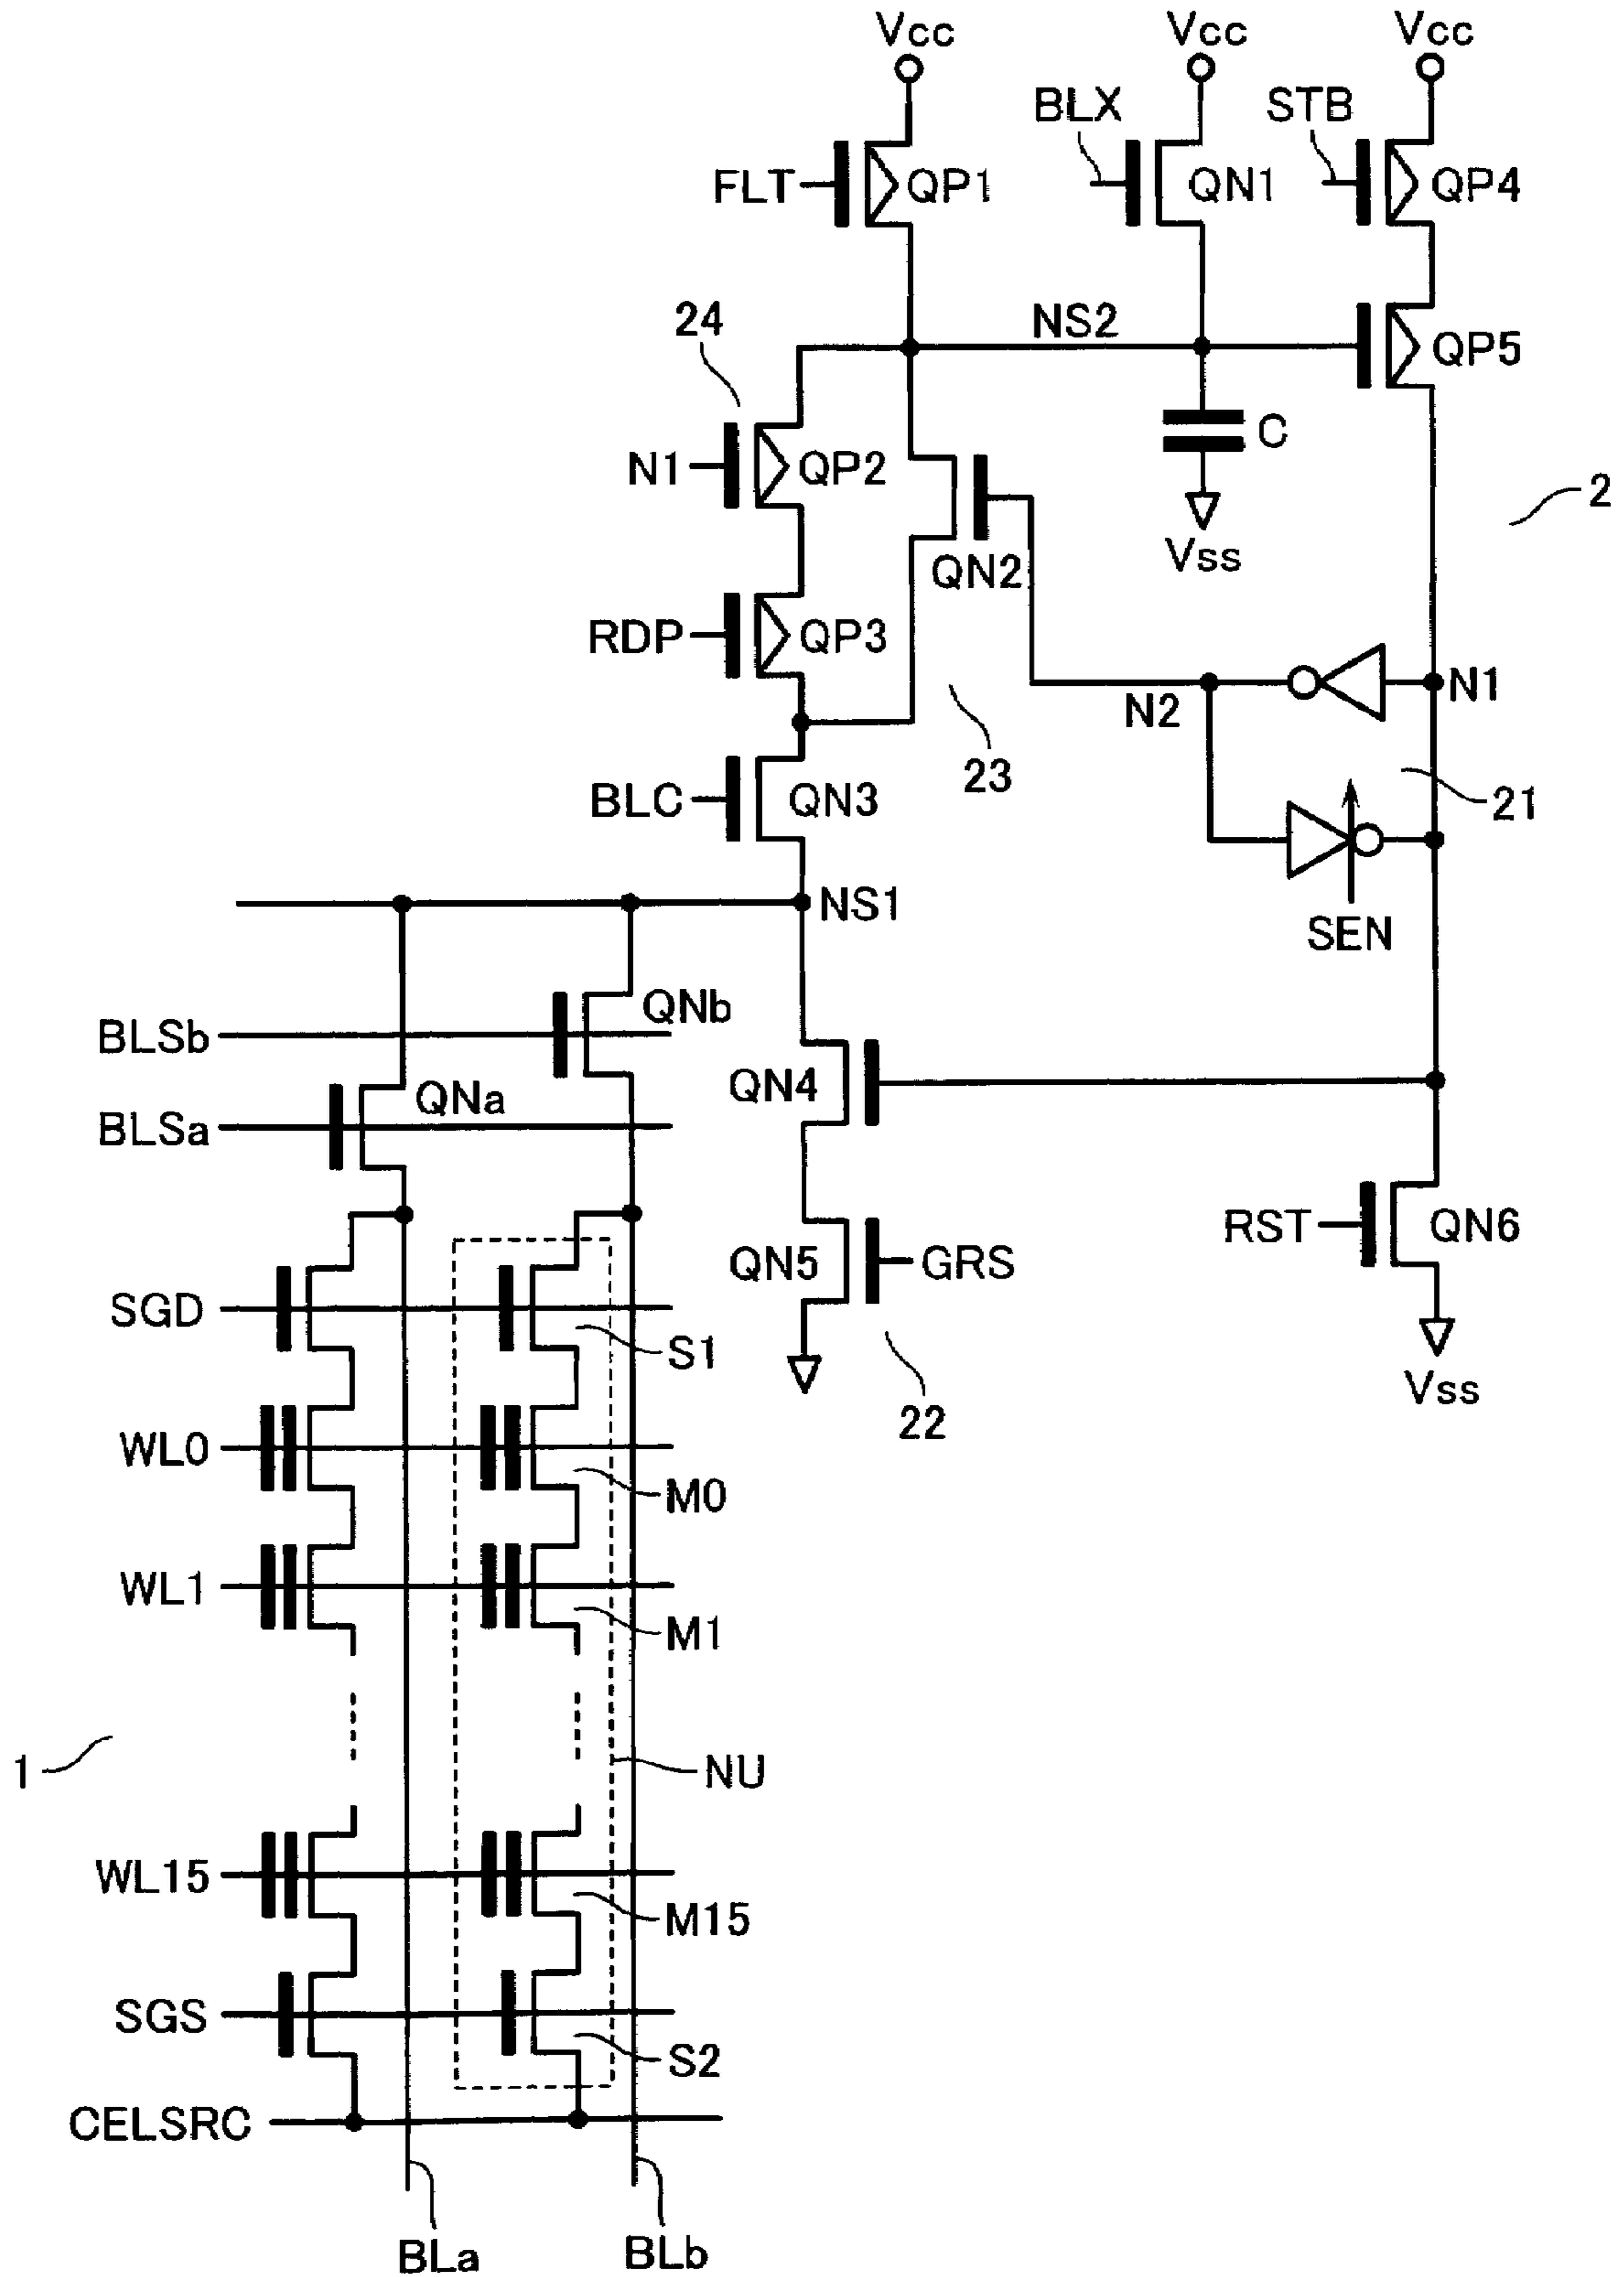 Vcc Vcc Vcc
BLX STB
FLT QP1 QN1 QP4
24 NS2 QP5
C
N1 QP2 2
QN2 Vss
RDP QP3
N2 N1
23
BLC QN3 21
NS1
SEN
QNb
BLSb
QN4
QNa
BLSa
RST QN6
QN5 GRS
SGD
S1
Vss
22
WL0
M0
WL1
M1
1 NU
WL15
M15
SGS
S2
CELSRC
BLa BLb